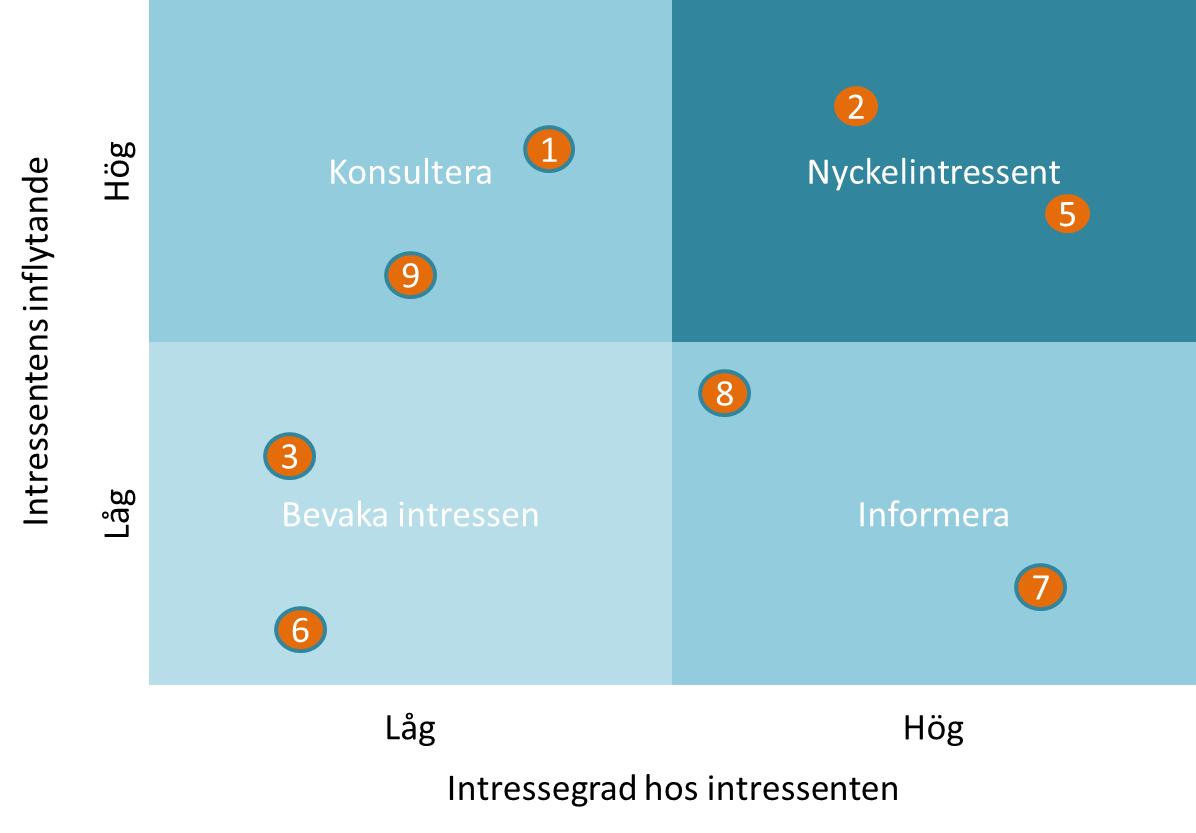 Intressentens inflytande
Hög
Låg
2
1
Konsultera
Nyckelintressent
5
9
8
3
Bevaka intressen
Informera
7
6
Låg
Hög
Intressegrad hos intressenten